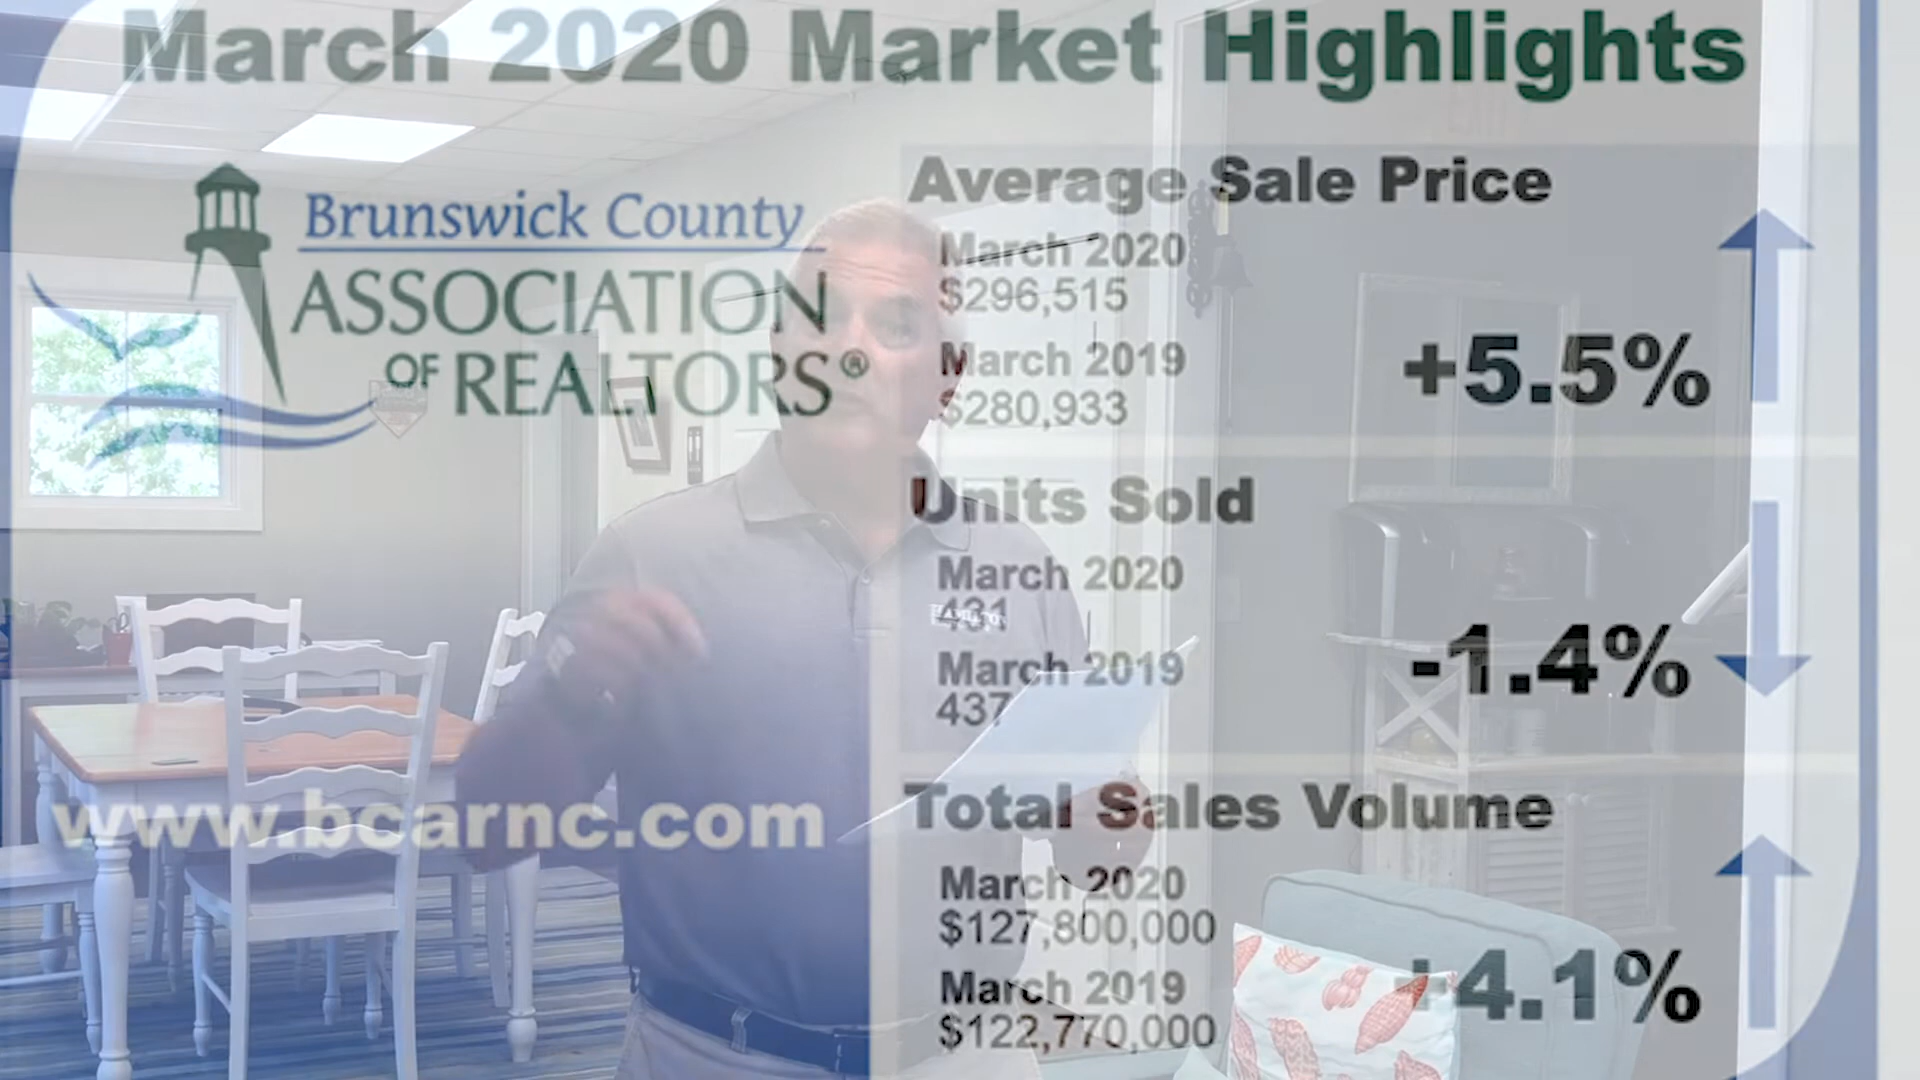 March 2020 Market Highlights
Brunswick County
ASSOCIATION
OF REALTORS®
www.bcarnc.com
Average Sale Price
March 2020
$296,515
March 2019
$280,933
+5.5%
Units Sold
March 2020
431
March 2019
437
-1.4%
Total Sales Volume
March 2020
$127,800,000
March 2019
$122,770,000
+4.1%